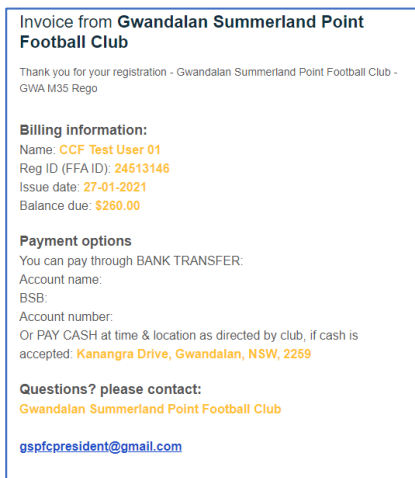 Invoice from Gwandalan Summerland Point
Football Club
Thank you for your registration - Gwandalan Summerland Point Football Club -
GWA M35 Rego
Billing information:
Name: CCF Test User 01
Reg ID (FFA ID): 24513146
Issue date: 27-01-2021
Balance due: $260.00
Payment options
You can pay through BANK TRANSFER:
Account name:
BSB:
Account number:
Or PAY CASH at time & location as directed by club, if cash is
accepted: Kanangra Drive, Gwandalan, NSW, 2259
Questions? please contact:
Gwandalan Summerland Point Football Club
gspfcpresident@gmail.com